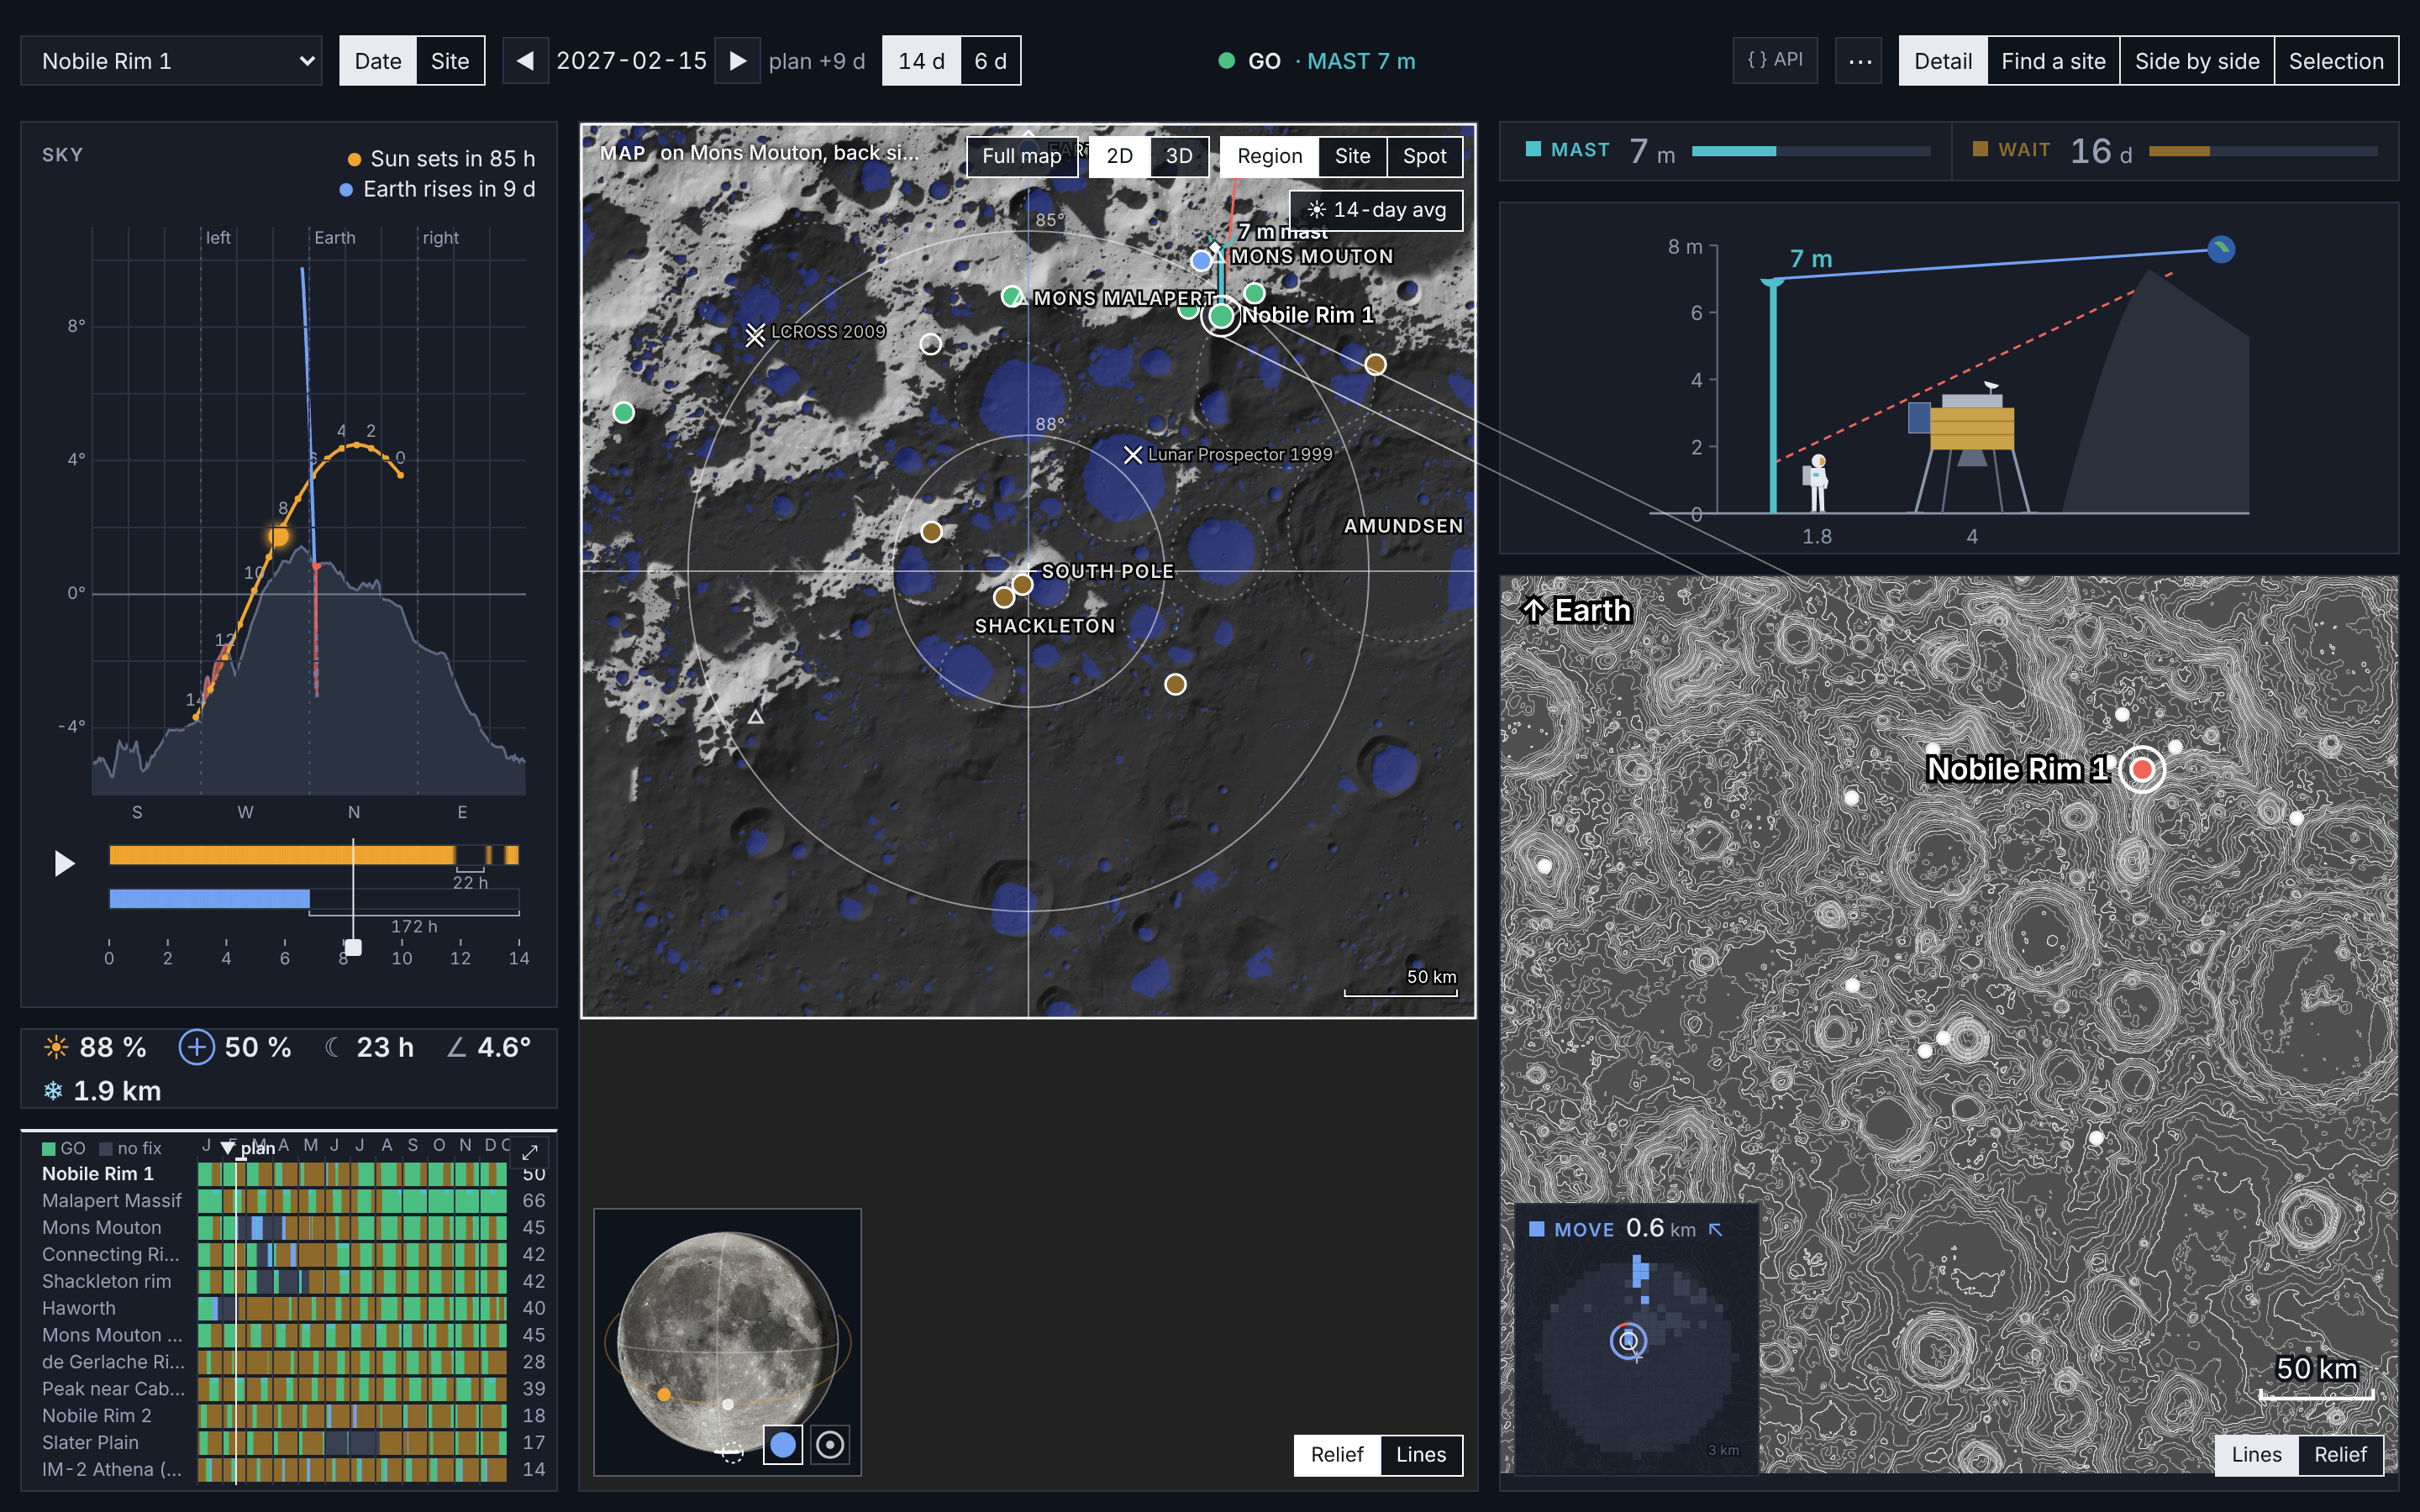 Nobile Rim 1
Date Site
2027-02-15
plan +9 d
14 d 6 d
GO · MAST 7 m
{ } API
⋯
Detail Find a site Side by side Selection
SKY
Sun sets in 85 h
Earth rises in 9 d
left Earth right
8°
4°
0°
-4°
0
2
4
8
10
12
S W N E
22 h
172 h
0 2 4 6 8 10 12 14
88 % 50 % 23 h ∠ 4.6°
1.9 km
GO no fix
J M A M J J A S O N D
plan
Nobile Rim 1 50
Malapert Massif 66
Mons Mouton 45
Connecting Ri... 42
Shackleton rim 42
Haworth 40
Mons Mouton ... 45
de Gerlache Ri... 28
Peak near Cab... 39
Nobile Rim 2 18
Slater Plain 17
IM-2 Athena (... 14
MAP on Mons Mouton, back si...
Full map 2D 3D Region Site Spot
14-day avg
85°
7 m mast
MONS MOUTON
MONS MALAPERT
Nobile Rim 1
LCROSS 2009
88°
Lunar Prospector 1999
AMUNDSEN
SOUTH POLE
SHACKLETON
50 km
Relief Lines
MAST 7 m
WAIT 16 d
8 m
6
4
2
0
7 m
1.8 4
↑ Earth
Nobile Rim 1
MOVE 0.6 km ↖
3 km
50 km
Lines Relief